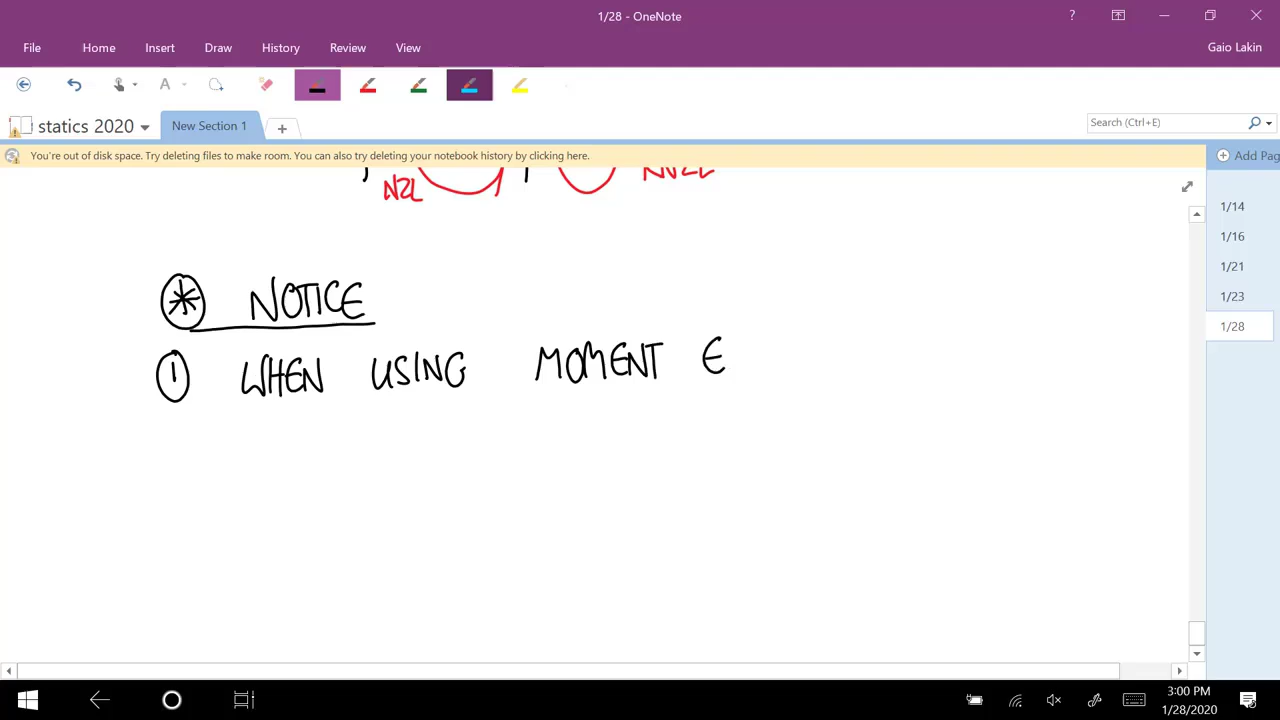 1/28 - OneNote
?
File Home Insert Draw History Review View
Gaio Lakin
A
statics 2020
New Section 1
Search (Ctrl+E)
You're out of disk space. Try deleting files to make room. You can also try deleting your notebook history by clicking here.
Add Pag
N2L
1/14
1/16
1/21
1/23
1/28
* NOTICE
1 WHEN USING MOMENT E
3:00 PM
1/28/2020